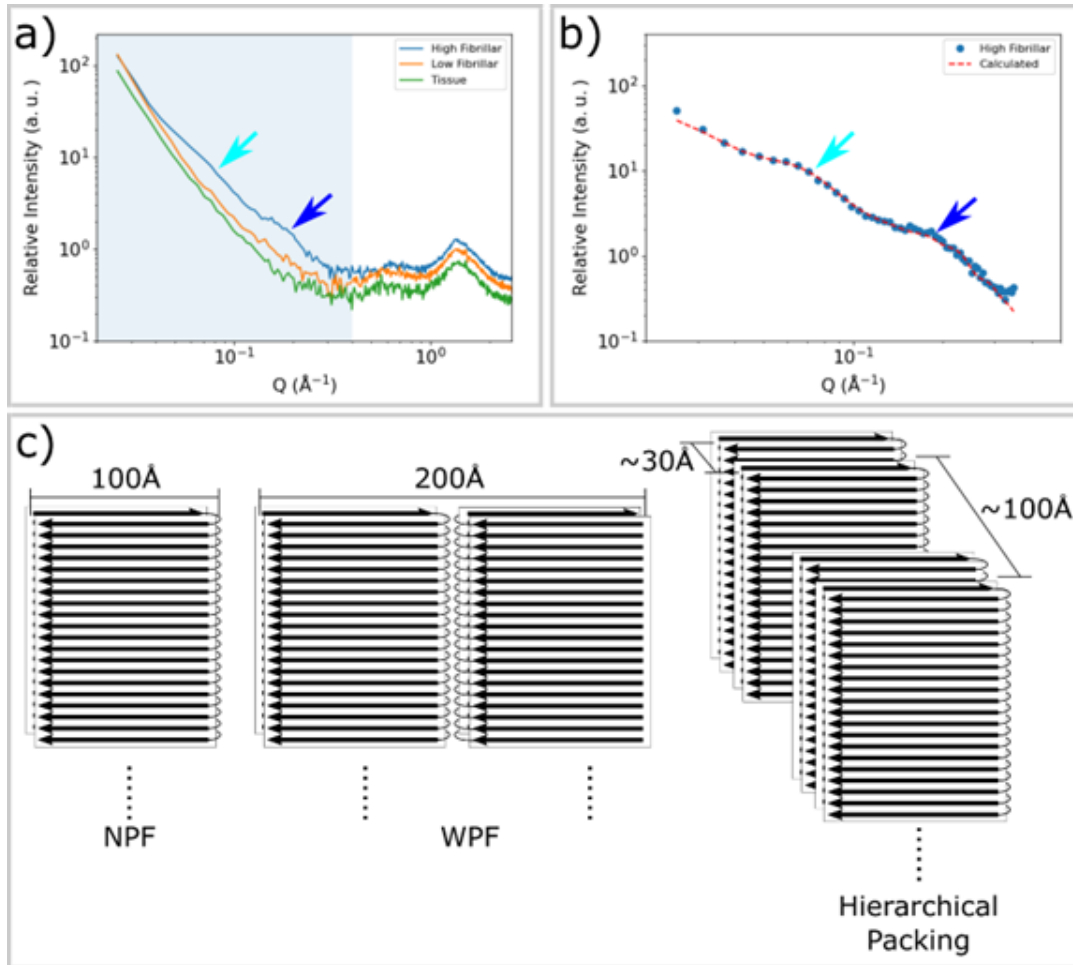 a)
High Fibrillar
Low Fibrillar
Tissue
Relative Intensity (a. u. )
10²
10¹
10⁰
10⁻¹
10⁻¹
10⁰
Q (Å⁻¹)
b)
High Fibrillar
Calculated
Relative Intensity (a. u. )
10²
10¹
10⁰
10⁻¹
10⁻¹
Q (Å⁻¹)
c)
100Å
200Å
~30Å
~100Å
NPF
WPF
Hierarchical
Packing